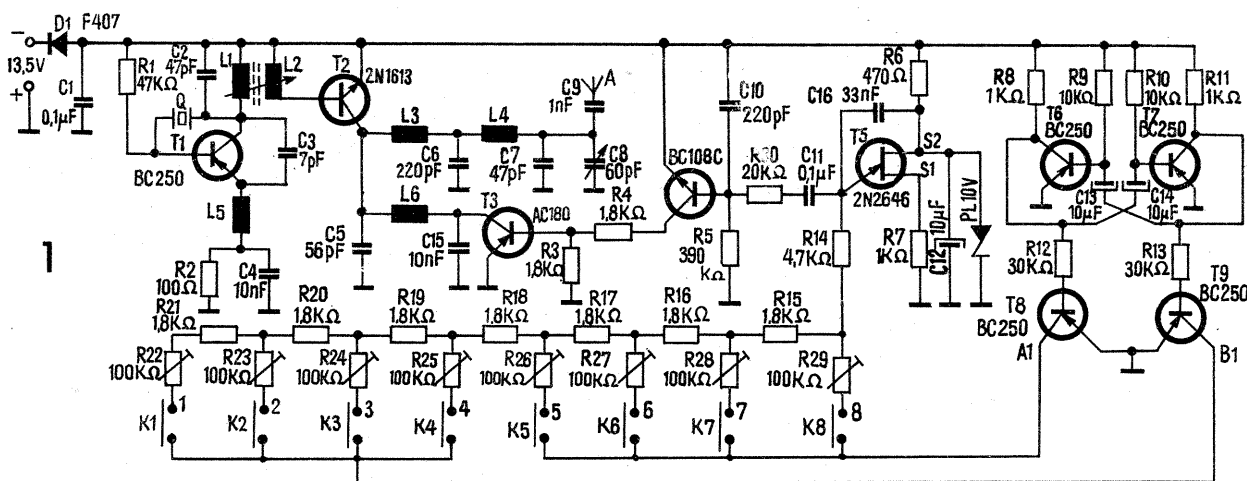 − D1 F407
13,5V
+
C1
0,1µF
R1
47KΩ
C2
47pF
L1
L2
Q
T1
BC250
C3
7pF
L5
R2
100Ω
C4
10nF
T2
2N1613
L3
L4
C9
1nF
A
C6
220pF
C7
47pF
C8
60pF
L6
C5
56pF
C15
10nF
T3
AC180
R3
1,8KΩ
R4
1,8KΩ
BC108C
C10
220pF
20KΩ
C11
0,1µF
R5
390
KΩ
C16
33nF
R6
470Ω
T5
2N2646
S2
S1
R14
4,7KΩ
R7
1KΩ
C12
10µF
PL10V
R8
1KΩ
R9
10KΩ
R10
10KΩ
R11
1KΩ
T6
BC250
T7
BC250
C13
10µF
C14
10µF
R12
30KΩ
R13
30KΩ
T8
BC250
T9
BC250
A1
B1
1
R21
1,8KΩ
R20
1,8KΩ
R19
1,8KΩ
R18
1,8KΩ
R17
1,8KΩ
R16
1,8KΩ
R15
1,8KΩ
R22
100KΩ
R23
100KΩ
R24
100KΩ
R25
100KΩ
R26
100KΩ
R27
100KΩ
R28
100KΩ
R29
100KΩ
K1 1
K2 2
K3 3
K4 4
K5 5
K6 6
K7 7
K8 8